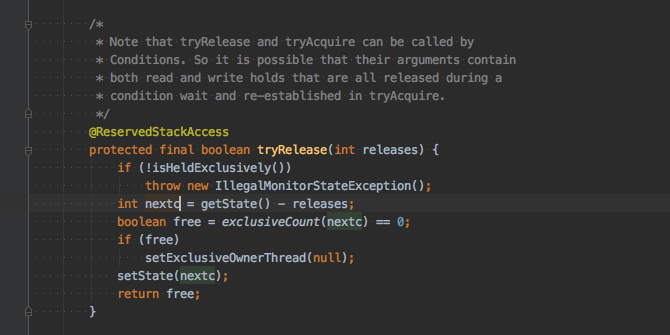 /*
 * Note that tryRelease and tryAcquire can be called by
 * Conditions. So it is possible that their arguments contain
 * both read and write holds that are all released during a
 * condition wait and re-established in tryAcquire.
 */
@ReservedStackAccess
protected final boolean tryRelease(int releases) {
    if (!isHeldExclusively())
        throw new IllegalMonitorStateException();
    int nextc = getState() - releases;
    boolean free = exclusiveCount(nextc) == 0;
    if (free)
        setExclusiveOwnerThread(null);
    setState(nextc);
    return free;
}